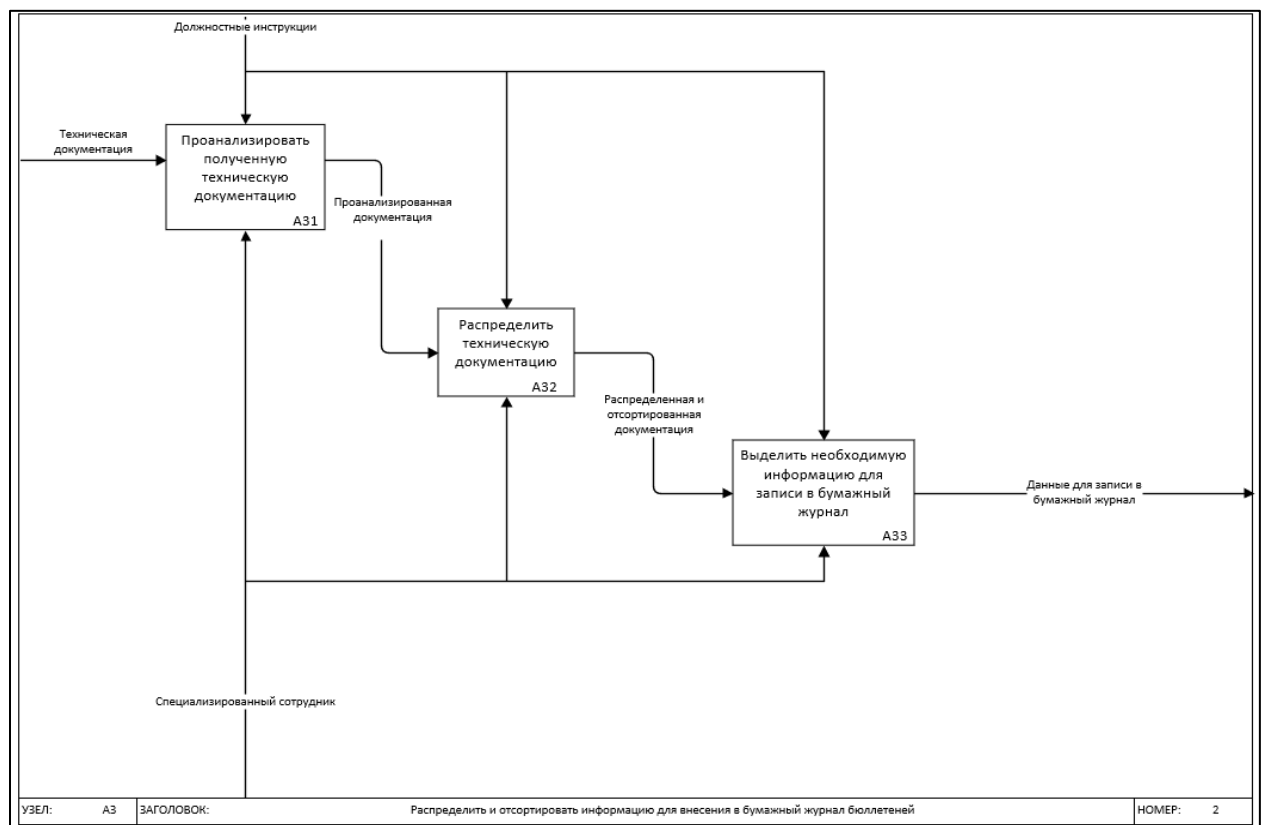 Должностные инструкции
Техническая
документация
Проанализировать
полученную
техническую
документацию
А31
Проанализированная
документация
Распределить
техническую
документацию
А32
Распределенная и
отсортированная
документация
Выделить необходимую
информацию для
записи в бумажный
журнал
А33
Данные для записи в
бумажный журнал
Специализированный сотрудник
УЗЕЛ: А3 ЗАГОЛОВОК: Распределить и отсортировать информацию для внесения в бумажный журнал бюллетеней НОМЕР: 2